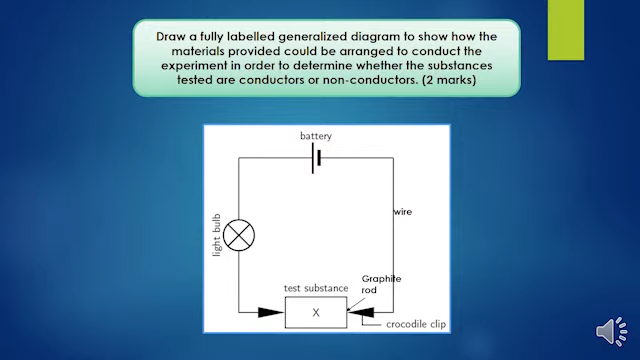 Draw a fully labelled generalized diagram to show how the
materials provided could be arranged to conduct the
experiment in order to determine whether the substances
tested are conductors or non-conductors. (2 marks)
battery
wire
light bulb
test substance
Graphite
rod
X
crocodile clip